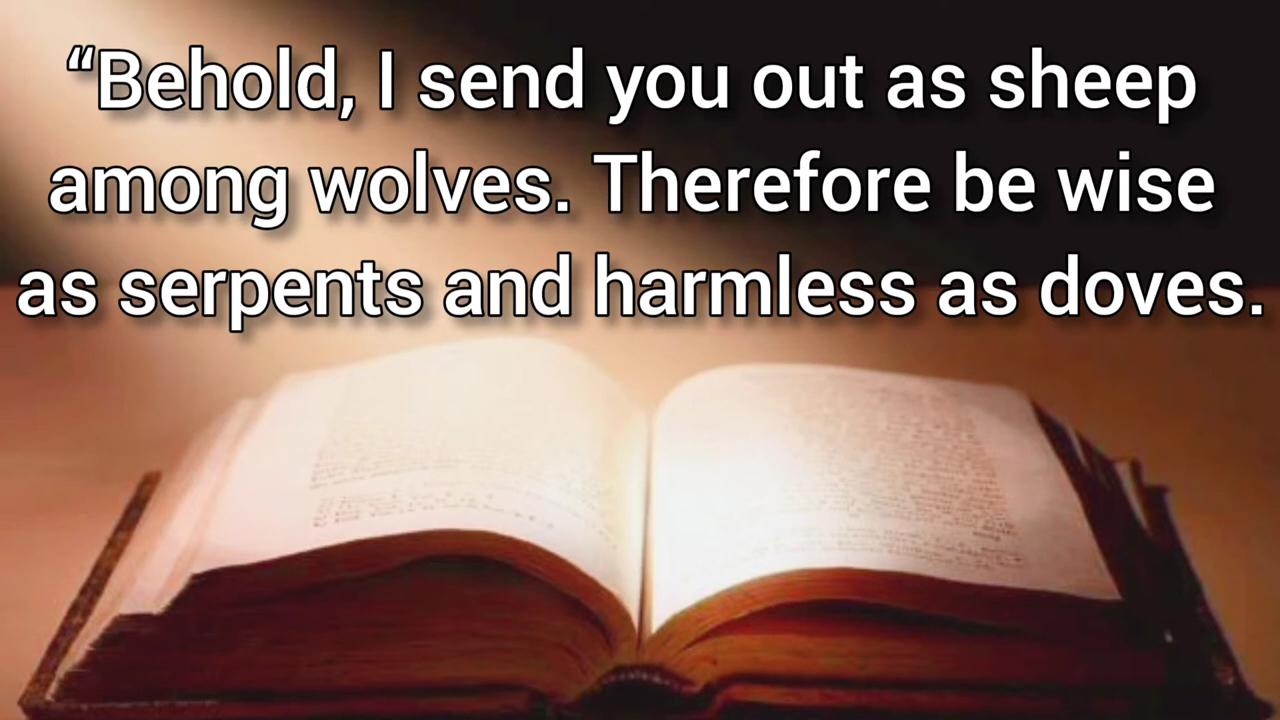 “Behold, I send you out as sheep
among wolves. Therefore be wise
as serpents and harmless as doves.